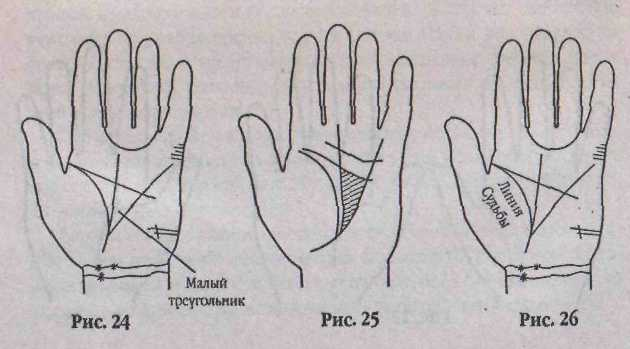 Линия
Судьбы
Малый
треугольник
Рис. 24
Рис. 25
Рис. 26